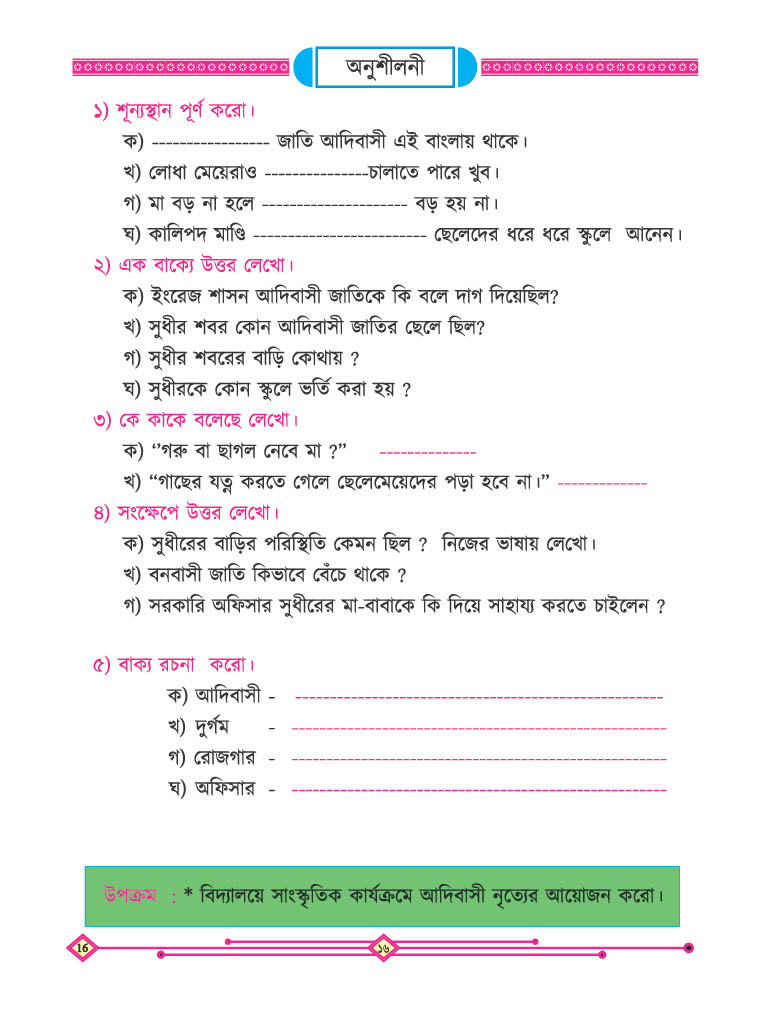 অনুশীলনী
১) শূন্যস্থান পূর্ণ করো।
ক) ----------------- জাতি আদিবাসী এই বাংলায় থাকে।
খ) লোধা মেয়েরাও ---------------চালাতে পারে খুব।
গ) মা বড় না হলে --------------------- বড় হয় না।
ঘ) কালিপদ মাণ্ডি ------------------------- ছেলেদের ধরে ধরে স্কুলে আনেন।
২) এক বাক্যে উত্তর লেখো।
ক) ইংরেজ শাসন আদিবাসী জাতিকে কি বলে দাগ দিয়েছিল?
খ) সুধীর শবর কোন আদিবাসী জাতির ছেলে ছিল?
গ) সুধীর শবরের বাড়ি কোথায় ?
ঘ) সুধীরকে কোন স্কুলে ভর্তি করা হয় ?
৩) কে কাকে বলেছে লেখো।
ক) ‘‘গরু বা ছাগল নেবে মা ?” --------------
খ) “গাছের যত্ন করতে গেলে ছেলেমেয়েদের পড়া হবে না।” -------------
৪) সংক্ষেপে উত্তর লেখো।
ক) সুধীরের বাড়ির পরিস্থিতি কেমন ছিল ? নিজের ভাষায় লেখো।
খ) বনবাসী জাতি কিভাবে বেঁচে থাকে ?
গ) সরকারি অফিসার সুধীরের মা-বাবাকে কি দিয়ে সাহায্য করতে চাইলেন ?
৫) বাক্য রচনা করো।
ক) আদিবাসী - -----------------------------------------------------
খ) দুর্গম - ------------------------------------------------------
গ) রোজগার - ------------------------------------------------------
ঘ) অফিসার - ------------------------------------------------------
উপক্রম : * বিদ্যালয়ে সাংস্কৃতিক কার্যক্রমে আদিবাসী নৃত্যের আয়োজন করো।
16 ১৬